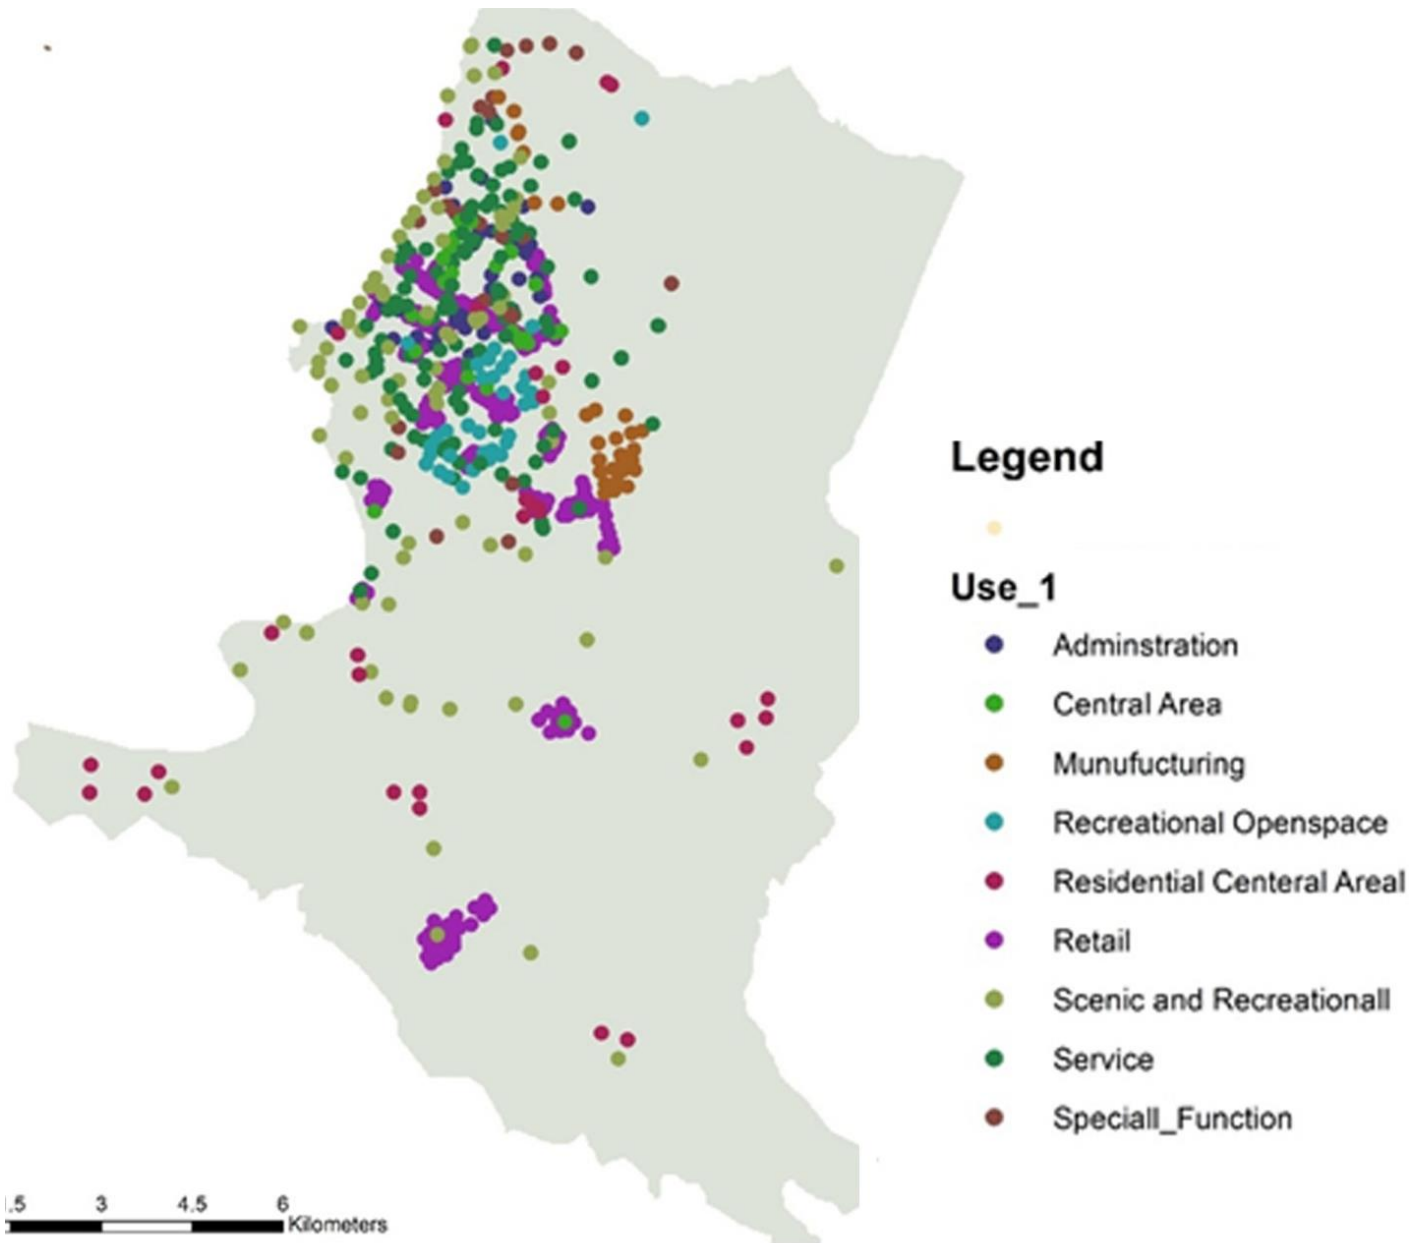 Legend
Use_1
Adminstration
Central Area
Munufucturing
Recreational Openspace
Residential Centeral Areal
Retail
Scenic and Recreationall
Service
Speciall_Function
.5 3 4.5 6
Kilometers